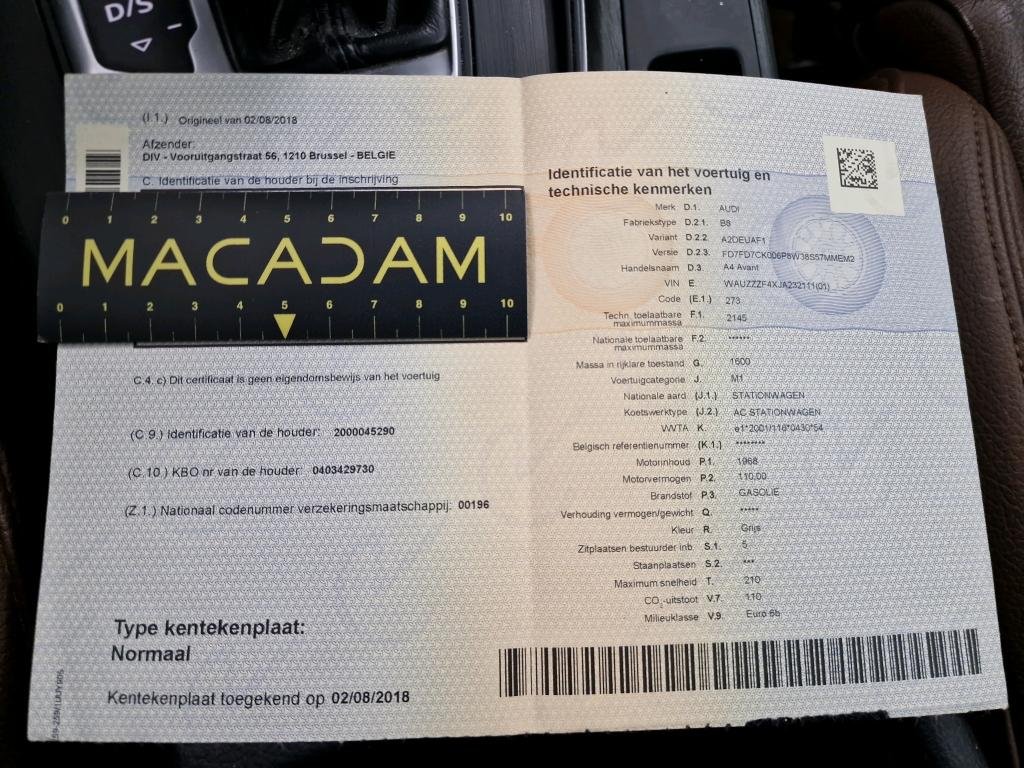 D/S
(I.1.) Origineel van 02/08/2018
Afzender:
DIV - Vooruitgangstraat 56, 1210 Brussel - BELGIE
C. Identificatie van de houder bij de inschrijving
0 1 2 3 4 5 6 7 8 9 10
MACADAM
0 1 2 3 4 5 6 7 8 9 10
C.4. c) Dit certificaat is geen eigendomsbewijs van het voertuig
(C.9.) Identificatie van de houder: 2000045290
(C.10.) KBO nr van de houder: 0403429730
(Z.1.) Nationaal codenummer verzekeringsmaatschappij: 00196
Type kentekenplaat:
Normaal
Kentekenplaat toegekend op 02/08/2018
Identificatie van het voertuig en
technische kenmerken
Merk D.1. AUDI
Fabriekstype D.2.1. B8
Variant D.2.2. A2DEUAF1
Versie D.2.3. FD7FD7CK006P8W38S57MMEM2
Handelsnaam D.3. A4 Avant
VIN E. WAUZZZF4XJA232111(01)
Code (E.1.) 273
Techn. toelaatbare F.1. 2145
maximummassa
Nationale toelaatbare F.2. ******
maximummassa
Massa in rijklare toestand G. 1600
Voertuigcategorie J. M1
Nationale aard (J.1.) STATIONWAGEN
Koetswerktype (J.2.) AC STATIONWAGEN
WVTA K. e1*2001/116*0430*54
Belgisch referentienummer (K.1.) ********
Motorinhoud P.1. 1968
Motorvermogen P.2. 110.00
Brandstof P.3. GASOLIE
Verhouding vermogen/gewicht Q. *****
Kleur R. Grijs
Zitplaatsen bestuurder inb S.1. 5
Staanplaatsen S.2. ***
Maximum snelheid T. 210
CO₂-uitstoot V.7. 110
Milieuklasse V.9. Euro 6b